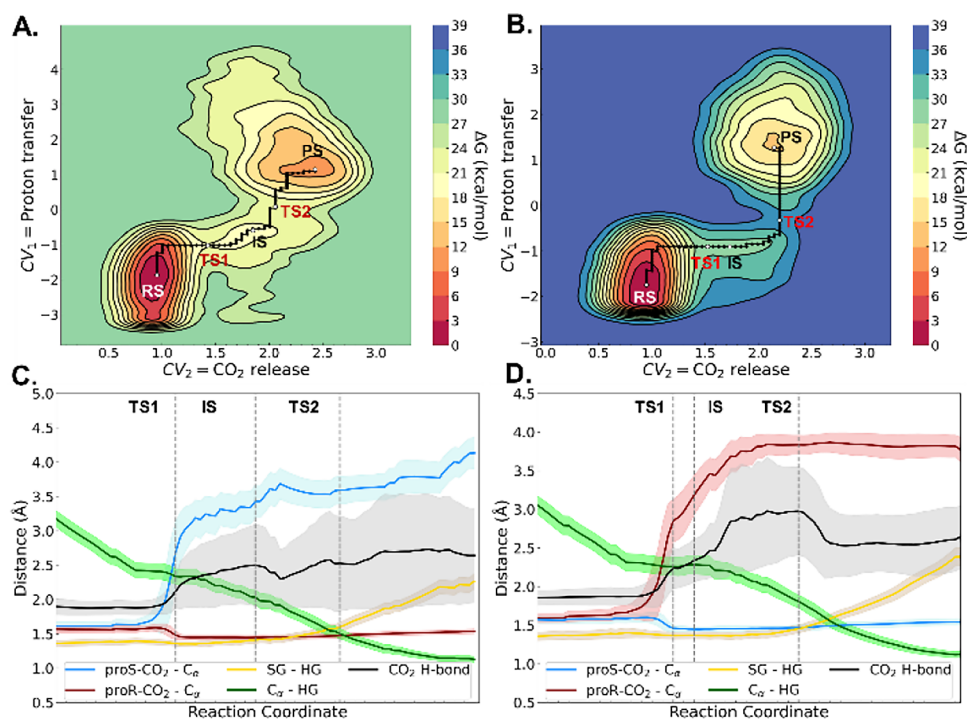 A.
4
3
2
1
0
−1
−2
−3
CV₁ = Proton transfer
0.5 1.0 1.5 2.0 2.5 3.0
CV₂ = CO₂ release
PS
TS2
IS
TS1
RS
39
36
33
30
27
24
21
18
15
12
9
6
3
0
ΔG (kcal/mol)
B.
3
2
1
0
−1
−2
CV₁ = Proton transfer
0.0 0.5 1.0 1.5 2.0 2.5 3.0
CV₂ = CO₂ release
PS
TS2
TS1 IS
RS
39
36
33
30
27
24
21
18
15
12
9
6
3
0
ΔG (kcal/mol)
C.
TS1 IS TS2
5.0
4.5
4.0
3.5
3.0
2.5
2.0
1.5
1.0
0.5
Distance (Å)
proS-CO₂ - Cα SG - HG CO₂ H-bond
proR-CO₂ - Cα Cα - HG
Reaction Coordinate
D.
TS1 IS TS2
4.5
4.0
3.5
3.0
2.5
2.0
1.5
1.0
0.5
Distance (Å)
proS-CO₂ - Cα SG - HG CO₂ H-bond
proR-CO₂ - Cα Cα - HG
Reaction Coordinate